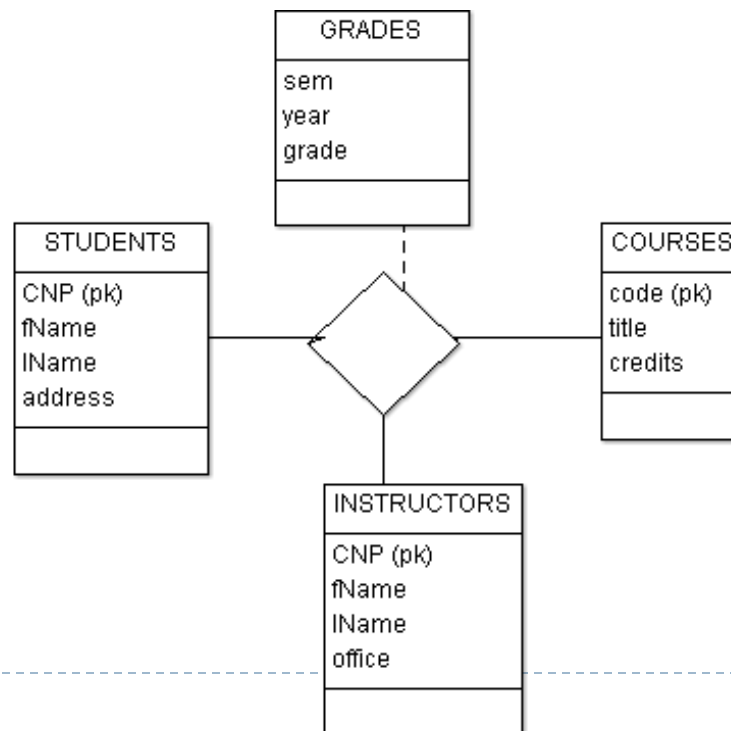 GRADES
sem
year
grade
STUDENTS
CNP (pk)
fName
lName
address
COURSES
code (pk)
title
credits
INSTRUCTORS
CNP (pk)
fName
lName
office